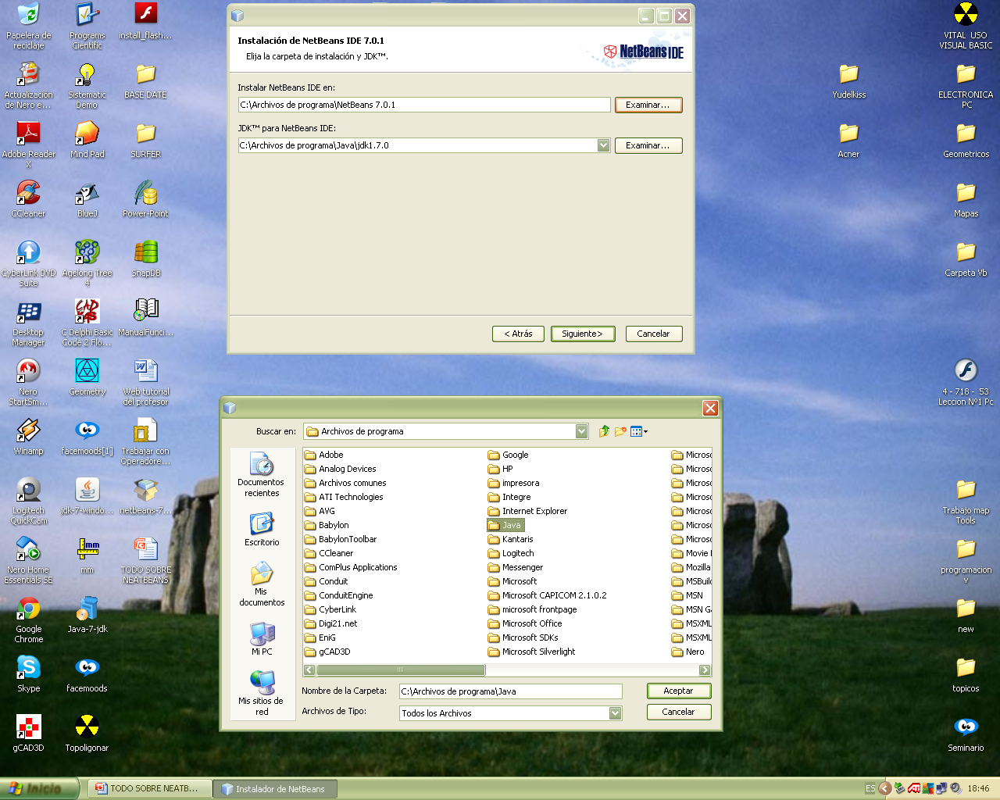 Papelera de
reciclaje
Programs
Cientific
install_flash...
Actualización
de Nero e...
Sistematic
Demo
BASE DATE
Adobe Reader
X
Mind Pad
SURFER
CCleaner
BlueJ
Power-Point
CyberLink DVD
Suite
Agelong Tree
4
SnapDB
Desktop
Manager
C Delphi Basic
Code 2 Flo...
ManualFunci...
Nero
StartSm...
Geometry
Web tutorial
del profesor
Winamp
facemoods[1]
Trabajar con
Operadore...
Logitech
QuickCam
jdk-7-windo...
netbeans-7...
Nero Home
Essentials SE
mm
TODO SOBRE
NEATBEANS
Google
Chrome
Java-7-jdk
Skype
facemoods
gCAD3D
Topoligonar
Instalación de NetBeans IDE 7.0.1
Elija la carpeta de instalación y JDK™.
NetBeans IDE
Instalar NetBeans IDE en:
C:\Archivos de programa\NetBeans 7.0.1
Examinar...
JDK™ para NetBeans IDE:
C:\Archivos de programa\Java\jdk1.7.0
Examinar...
< Atrás
Siguiente>
Cancelar
Buscar en:
Archivos de programa
Documentos
recientes
Escritorio
Mis
documentos
Mi PC
Mis sitios de
red
Adobe
Analog Devices
Archivos comunes
ATI Technologies
AVG
Babylon
BabylonToolbar
CCleaner
ComPlus Applications
Conduit
ConduitEngine
CyberLink
Digi21.net
EniG
gCAD3D
Google
HP
impresora
Integre
Internet Explorer
Java
Kantaris
Logitech
Messenger
Microsoft
Microsoft CAPICOM 2.1.0.2
microsoft frontpage
Microsoft Office
Microsoft SDKs
Microsoft Silverlight
Microso
Microso
Microso
Microso
Microso
Microso
Microso
Movie
Mozilla
MSBuil
MSN
MSN G
MSXML
MSXML
Nero
Nombre de la Carpeta:
C:\Archivos de programa\Java
Aceptar
Archivos de Tipo:
Todos los Archivos
Cancelar
VITAL USO
VISUAL BASIC
Yudelkiss
ELECTRONICA
PC
Acner
Geometricos
Mapas
Carpeta Vb
4 - 718 - 53
Leccion Nº1 Pc
Trabajo map
Tools
programacion
v
new
topicos
Seminario
Inicio
TODO SOBRE NEATB...
Instalador de NetBeans
ES
18:46